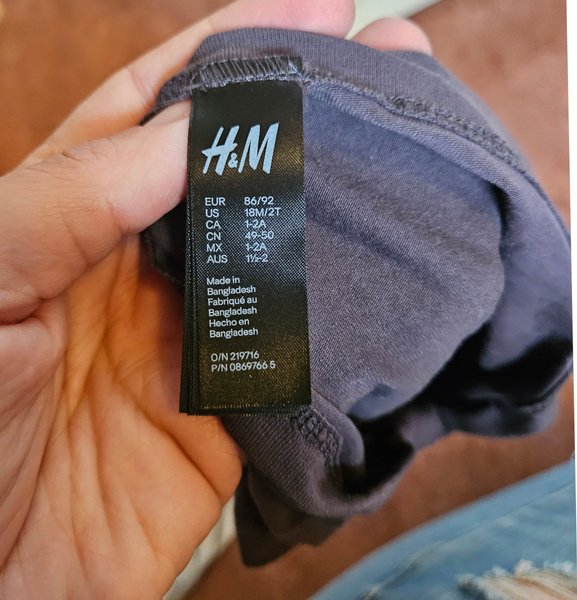 H&M
EUR 86/92
US 18M/2T
CA 1-2A
CN 49-50
MX 1-2A
AUS 1½-2
Made in
Bangladesh
Fabriqué au
Bangladesh
Hecho en
Bangladesh
O/N 219716
P/N 0869766 5